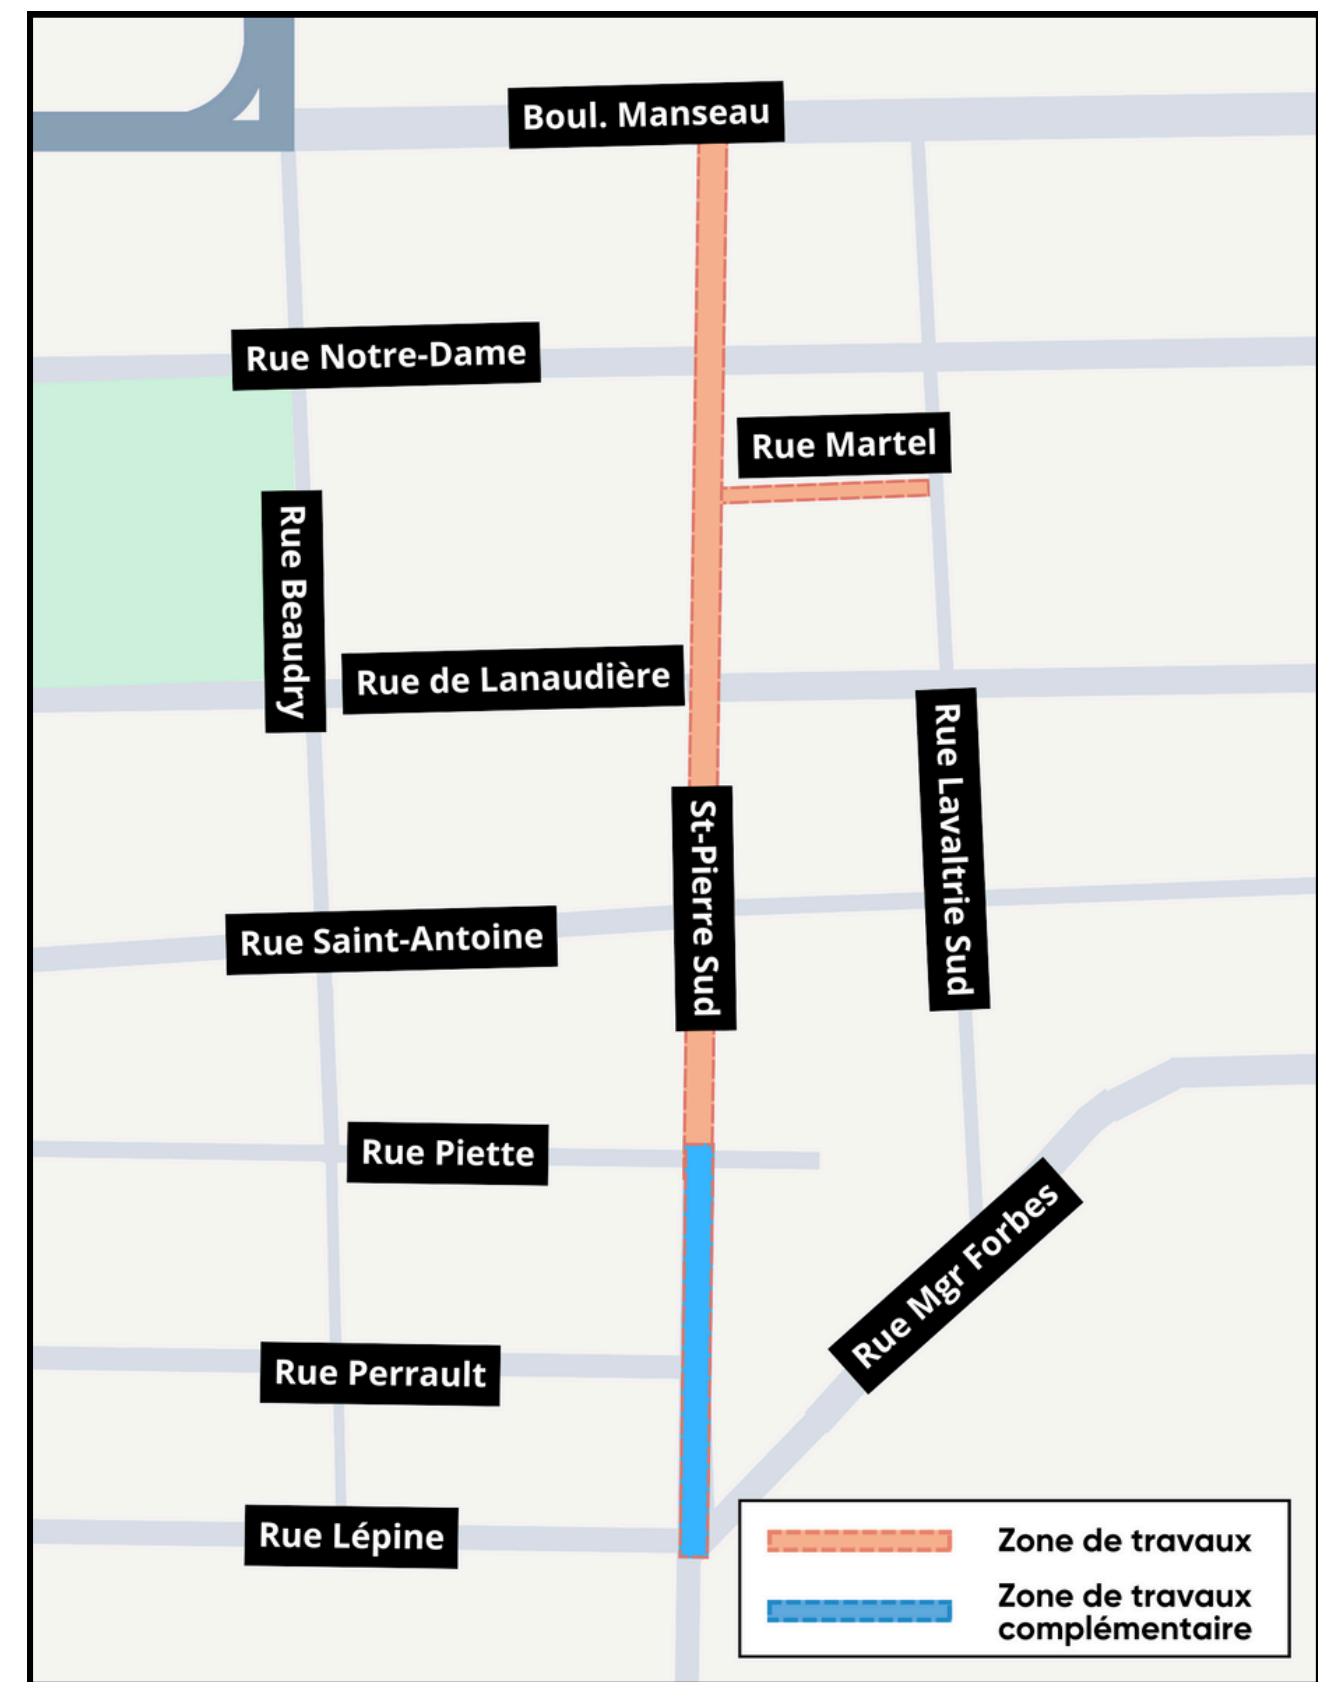 Boul. Manseau
Rue Notre-Dame
Rue Martel
Rue Beaudry
Rue de Lanaudière
Rue Lavaltrie Sud
St-Pierre Sud
Rue Saint-Antoine
Rue Piette
Rue Mgr Forbes
Rue Perrault
Rue Lépine
Zone de travaux
Zone de travaux
complémentaire